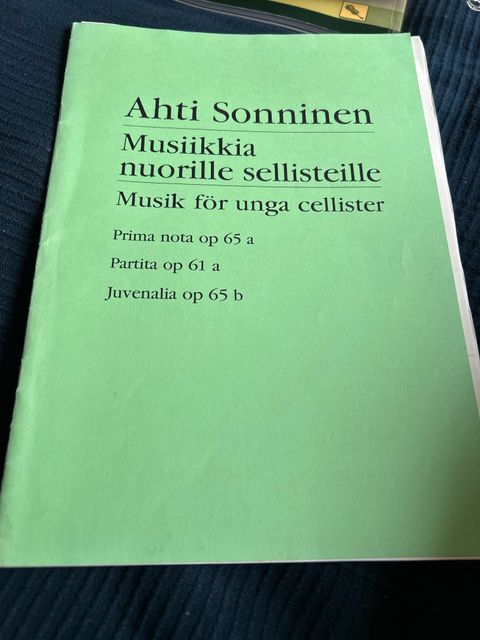 Ahti Sonninen
Musiikkia
nuorille sellisteille
Musik för unga cellister
Prima nota op 65 a
Partita op 61 a
Juvenalia op 65 b